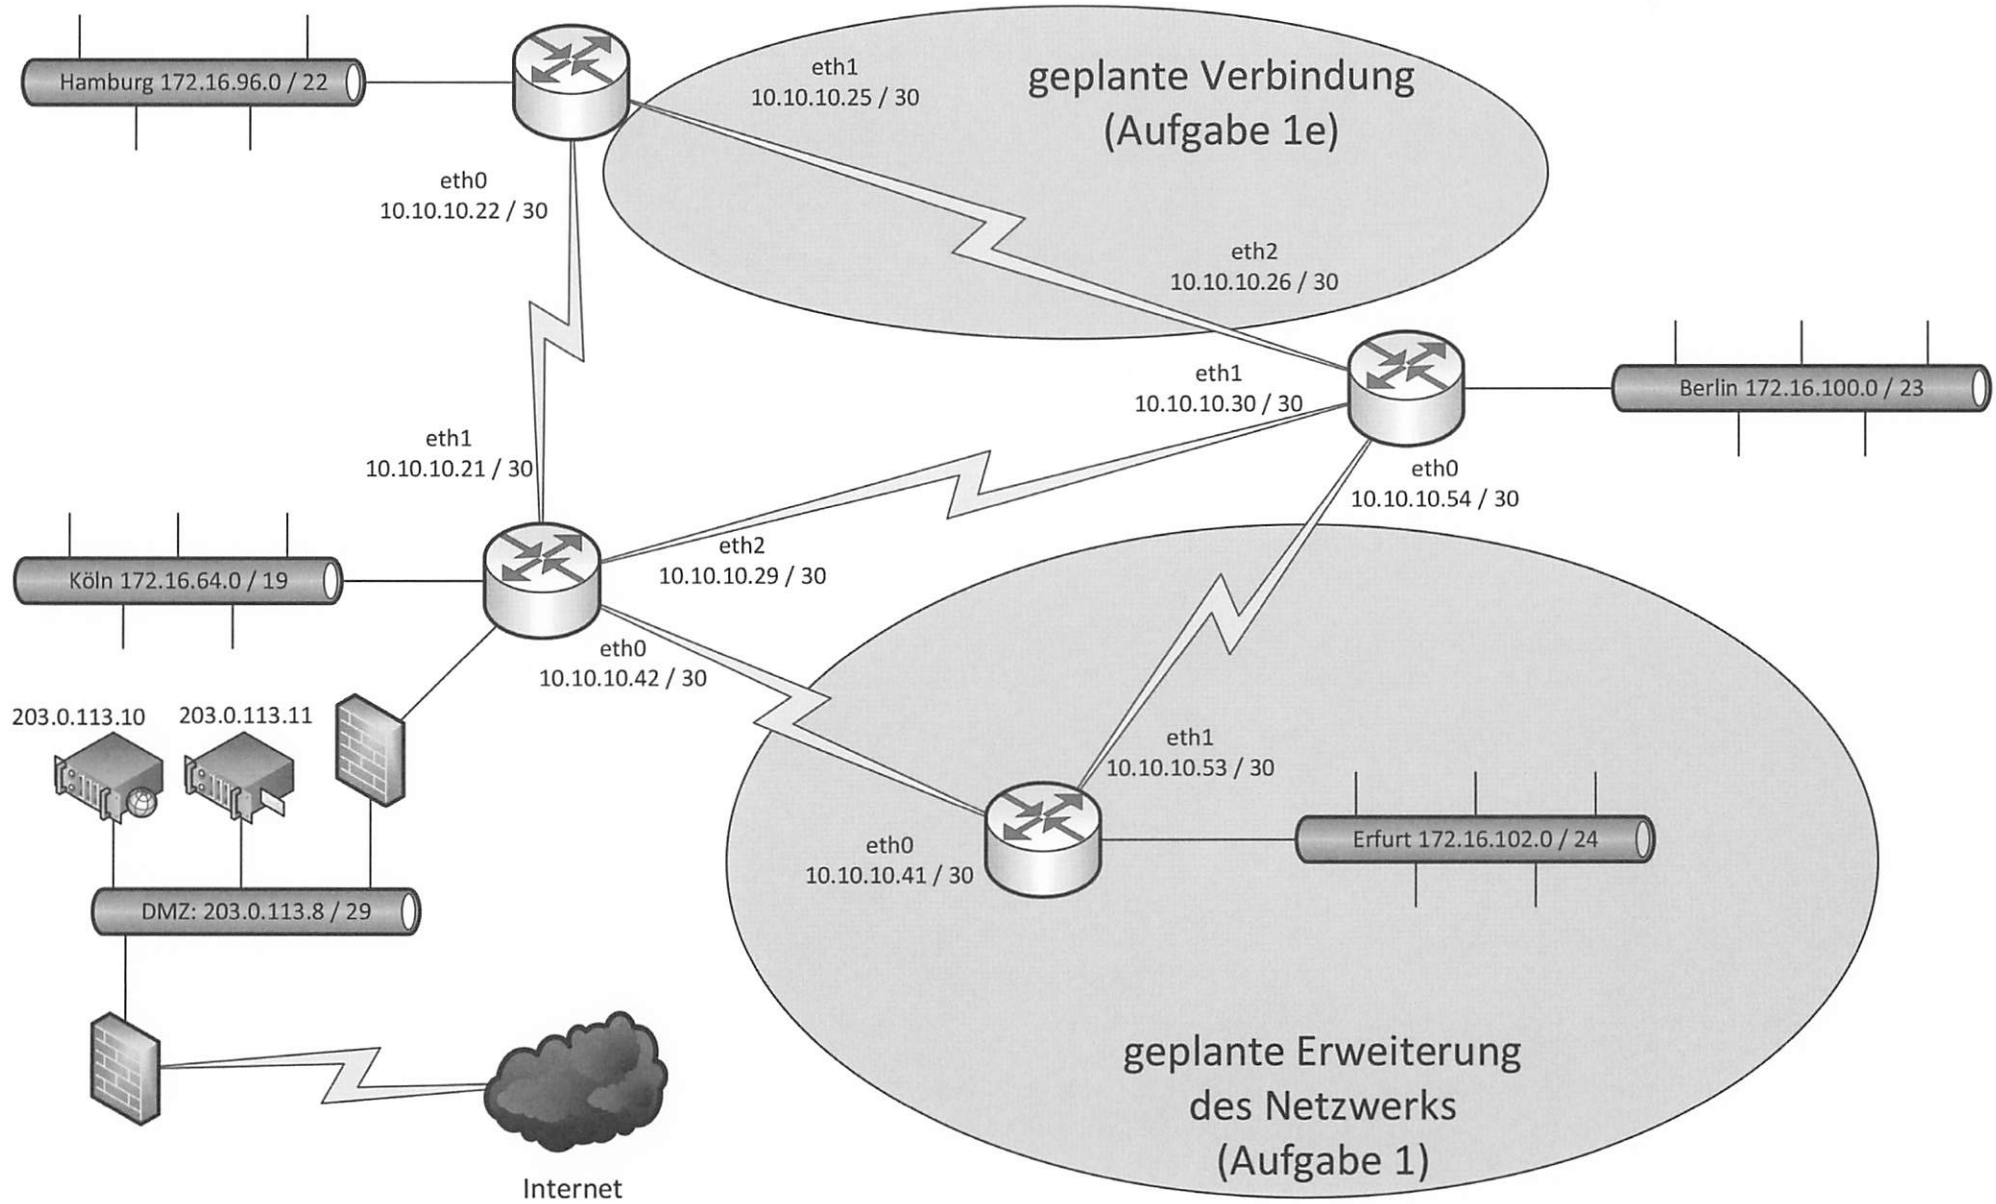 Hamburg 172.16.96.0 / 22
eth1
10.10.10.25 / 30
geplante Verbindung
(Aufgabe 1e)
eth0
10.10.10.22 / 30
eth2
10.10.10.26 / 30
eth1
10.10.10.30 / 30
Berlin 172.16.100.0 / 23
eth1
10.10.10.21 / 30
eth0
10.10.10.54 / 30
Köln 172.16.64.0 / 19
eth2
10.10.10.29 / 30
eth0
10.10.10.42 / 30
203.0.113.10
203.0.113.11
eth1
10.10.10.53 / 30
eth0
10.10.10.41 / 30
Erfurt 172.16.102.0 / 24
DMZ: 203.0.113.8 / 29
geplante Erweiterung
des Netzwerks
(Aufgabe 1)
Internet